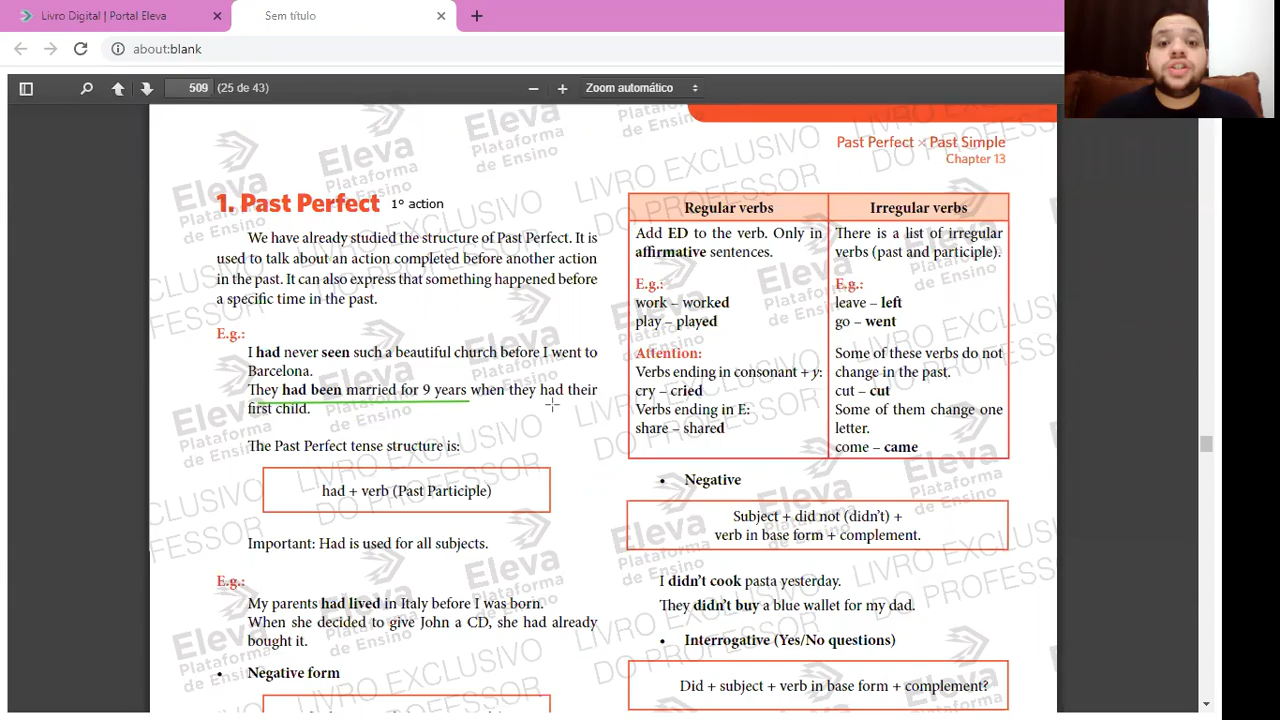 Livro Digital | Portal Eleva
Sem título
about:blank
509 (25 de 43)
Zoom automático
Past Perfect × Past Simple
Chapter 13
1. Past Perfect 1º action
We have already studied the structure of Past Perfect. It is
used to talk about an action completed before another action
in the past. It can also express that something happened before
a specific time in the past.
E.g.:
I had never seen such a beautiful church before I went to
Barcelona.
They had been married for 9 years when they had their
first child.
The Past Perfect tense structure is:
had + verb (Past Participle)
Important: Had is used for all subjects.
E.g.:
My parents had lived in Italy before I was born.
When she decided to give John a CD, she had already
bought it.
• Negative form
Regular verbs
Add ED to the verb. Only in
affirmative sentences.
E.g.:
work – worked
play – played
Attention:
Verbs ending in consonant + y:
cry – cried
Verbs ending in E:
share – shared
Irregular verbs
There is a list of irregular
verbs (past and participle).
E.g.:
leave – left
go – went
Some of these verbs do not
change in the past.
cut – cut
Some of them change one
letter.
come – came
• Negative
Subject + did not (didn't) +
verb in base form + complement.
I didn't cook pasta yesterday.
They didn't buy a blue wallet for my dad.
• Interrogative (Yes/No questions)
Did + subject + verb in base form + complement?
Eleva
Plataforma
de Ensino
LIVRO EXCLUSIVO
DO PROFESSOR